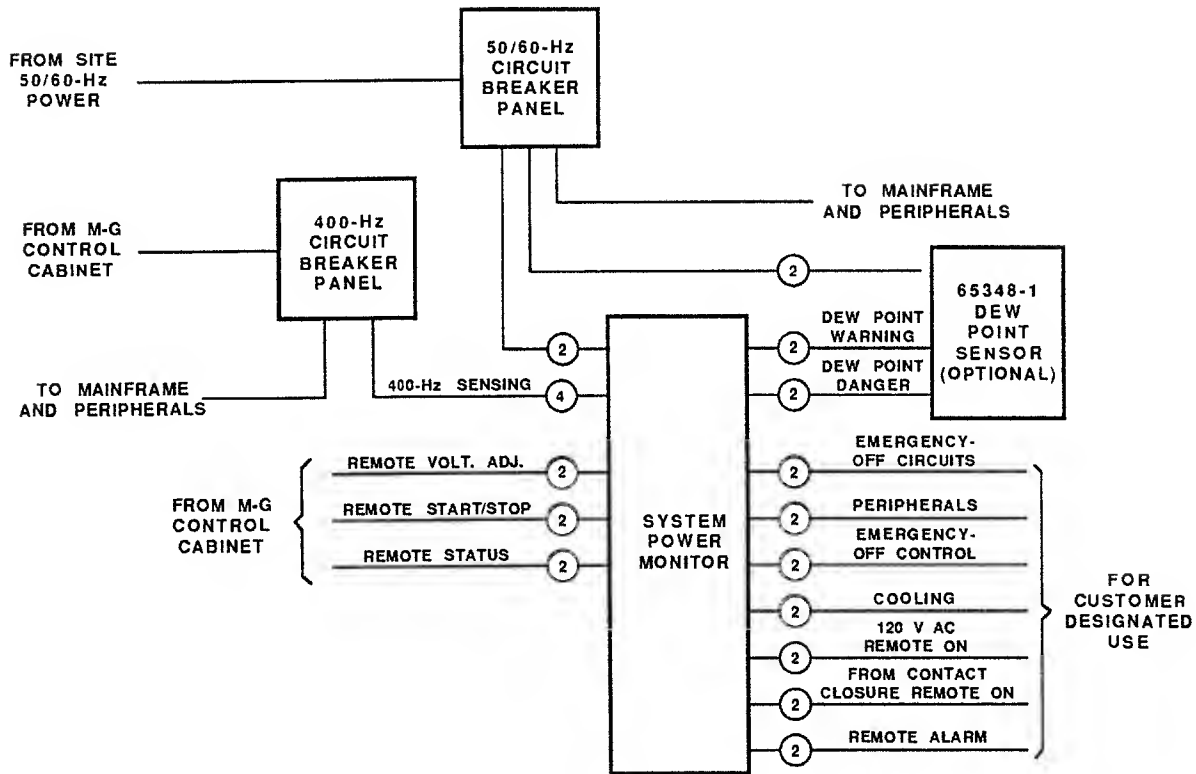 FROM SITE
50/60-Hz
POWER
50/60-Hz
CIRCUIT
BREAKER
PANEL
TO MAINFRAME
AND PERIPHERALS
FROM M-G
CONTROL
CABINET
400-Hz
CIRCUIT
BREAKER
PANEL
2
65348-1
DEW
POINT
SENSOR
(OPTIONAL)
TO MAINFRAME
AND PERIPHERALS
2
400-Hz SENSING
4
DEW POINT
WARNING
2
DEW POINT
DANGER
2
FROM M-G
CONTROL
CABINET
REMOTE VOLT. ADJ.
2
REMOTE START/STOP
2
REMOTE STATUS
2
SYSTEM
POWER
MONITOR
EMERGENCY-
OFF CIRCUITS
2
PERIPHERALS
2
EMERGENCY-
OFF CONTROL
2
COOLING
2
120 V AC
REMOTE ON
2
FROM CONTACT
CLOSURE REMOTE ON
2
REMOTE ALARM
2
FOR
CUSTOMER
DESIGNATED
USE